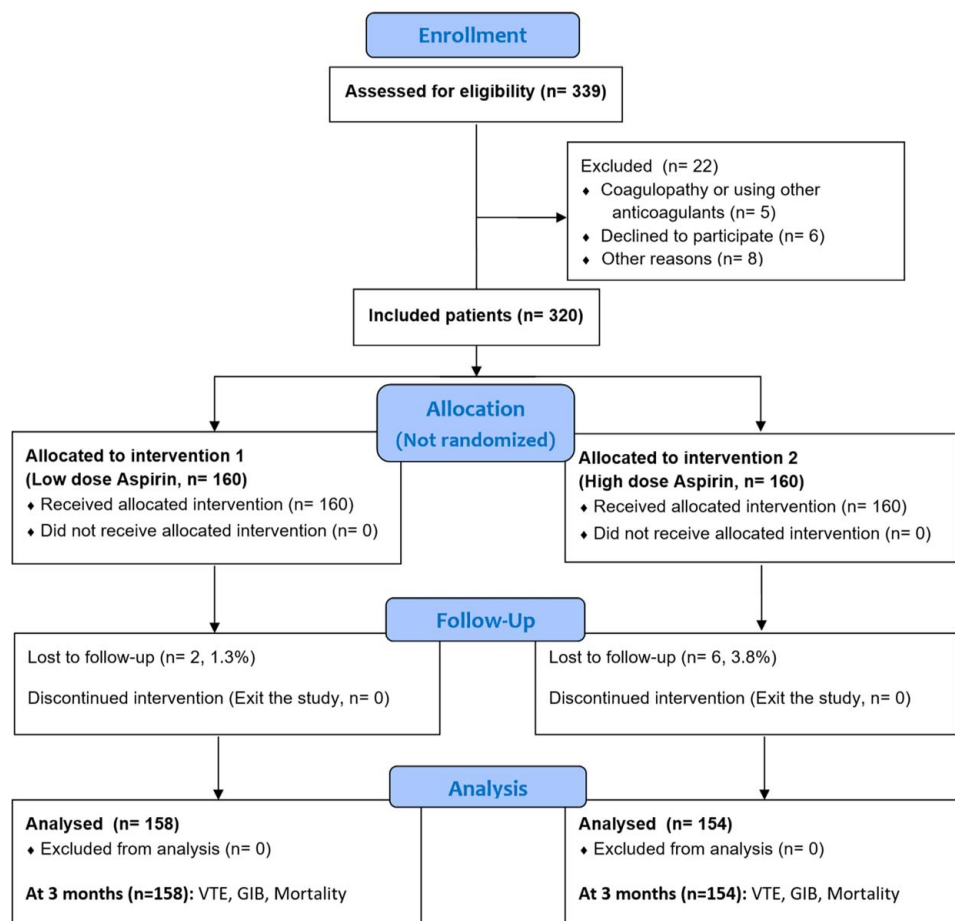 Enrollment
Assessed for eligibility (n= 339)
Excluded (n= 22)
♦ Coagulopathy or using other
anticoagulants (n= 5)
♦ Declined to participate (n= 6)
♦ Other reasons (n= 8)
Included patients (n= 320)
Allocation
(Not randomized)
Allocated to intervention 1
(Low dose Aspirin, n= 160)
♦ Received allocated intervention (n= 160)
♦ Did not receive allocated intervention (n= 0)
Allocated to intervention 2
(High dose Aspirin, n= 160)
♦ Received allocated intervention (n= 160)
♦ Did not receive allocated intervention (n= 0)
Follow-Up
Lost to follow-up (n= 2, 1.3%)
Discontinued intervention (Exit the study, n= 0)
Lost to follow-up (n= 6, 3.8%)
Discontinued intervention (Exit the study, n= 0)
Analysis
Analysed (n= 158)
♦ Excluded from analysis (n= 0)
At 3 months (n=158): VTE, GIB, Mortality
Analysed (n= 154)
♦ Excluded from analysis (n= 0)
At 3 months (n=154): VTE, GIB, Mortality